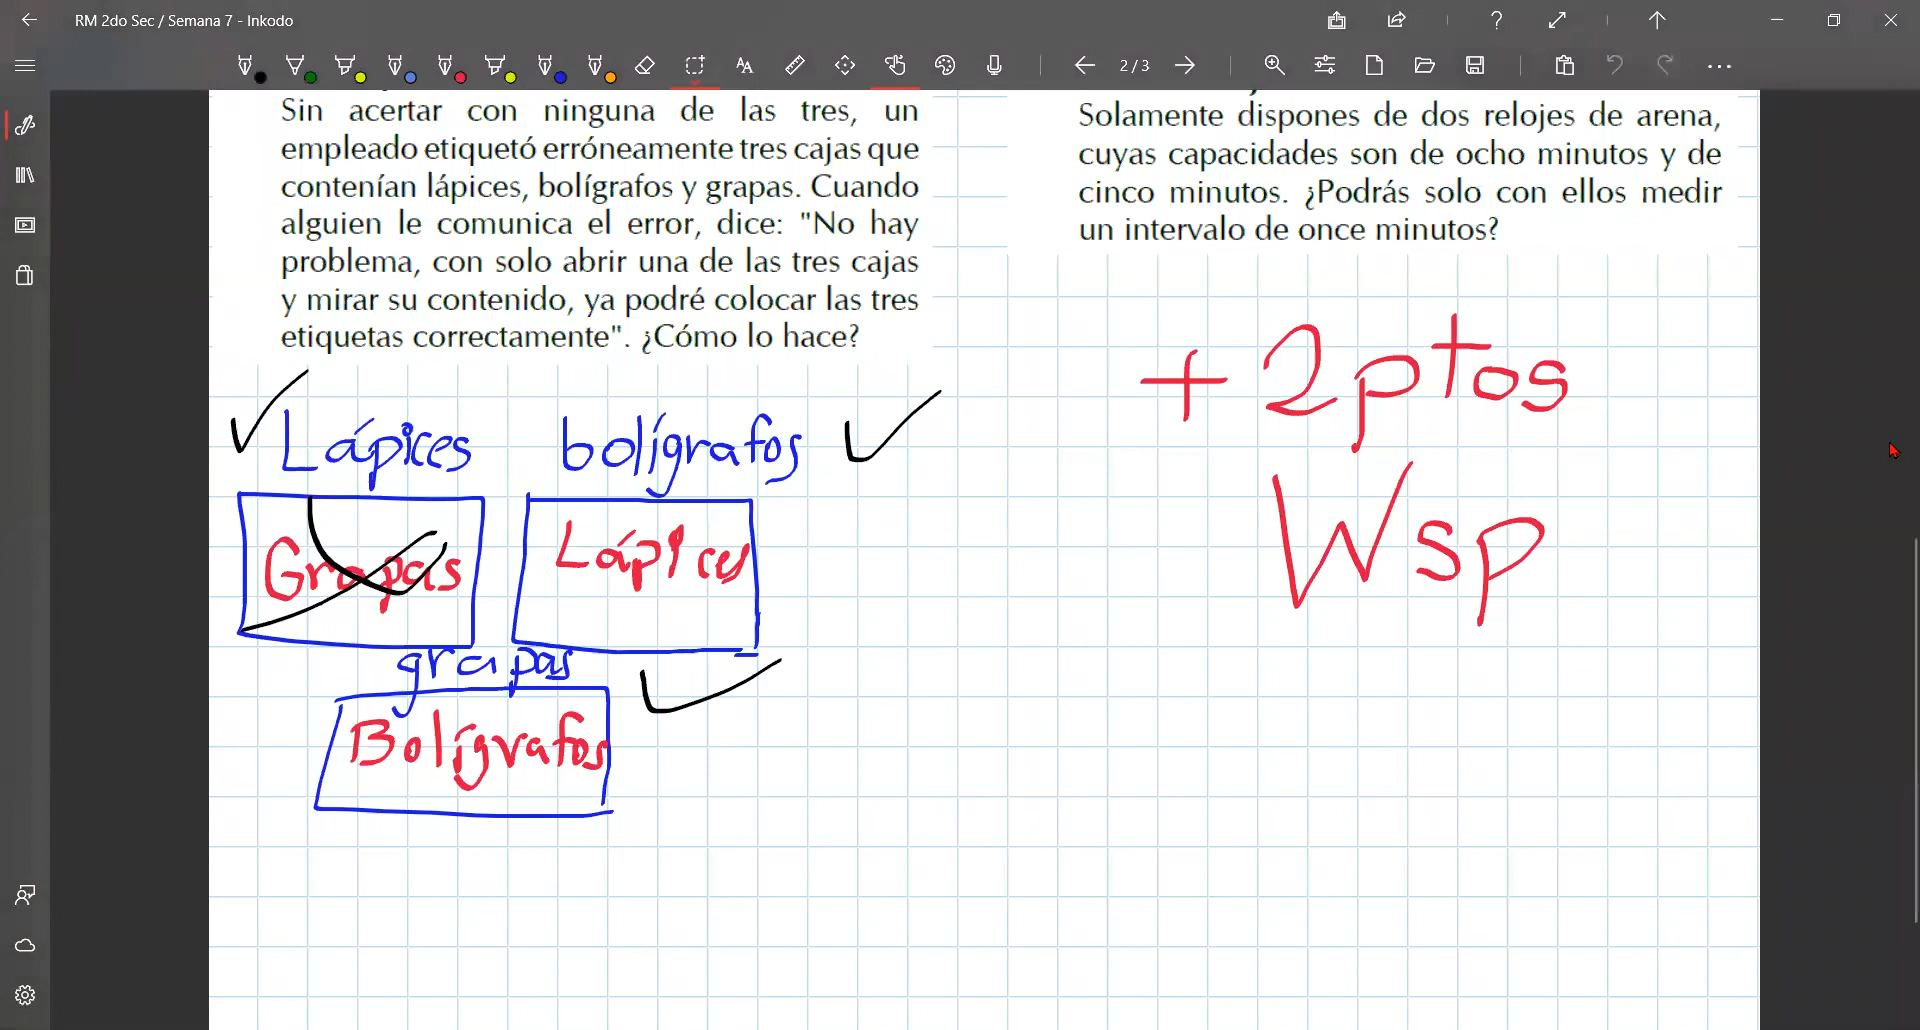 RM 2do Sec / Semana 7 - Inkodo
2 / 3
Sin acertar con ninguna de las tres, un
empleado etiquetó erróneamente tres cajas que
contenían lápices, bolígrafos y grapas. Cuando
alguien le comunica el error, dice: "No hay
problema, con solo abrir una de las tres cajas
y mirar su contenido, ya podré colocar las tres
etiquetas correctamente". ¿Cómo lo hace?
Lápices
bolígrafos
Grapas
Lápices
grapas
Bolígrafos
Solamente dispones de dos relojes de arena,
cuyas capacidades son de ocho minutos y de
cinco minutos. ¿Podrás solo con ellos medir
un intervalo de once minutos?
+ 2 ptos
Wsp